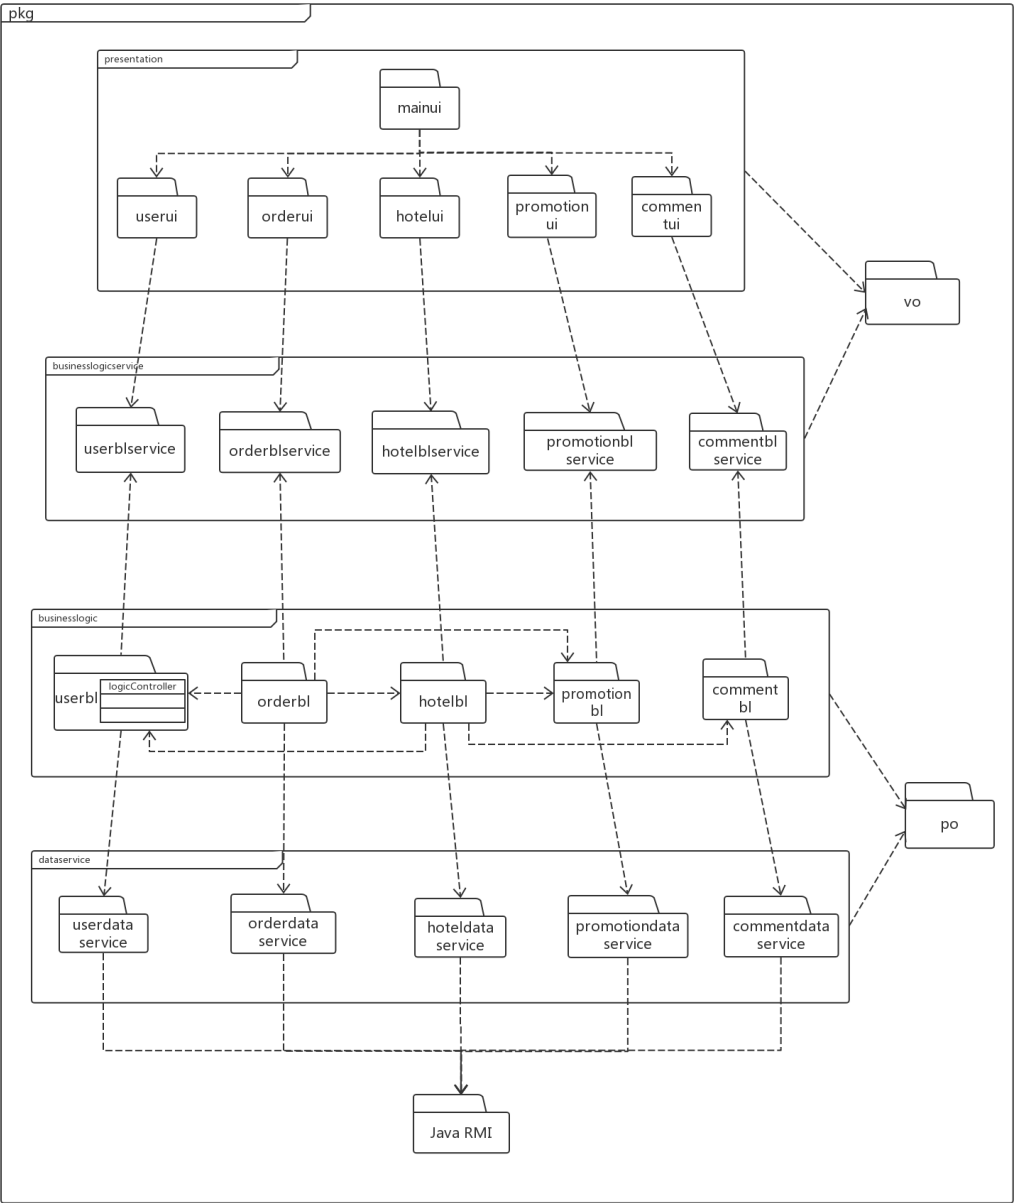 pkg
presentation
mainui
userui
orderui
hotelui
promotion
ui
commen
tui
vo
businesslogicservice
userblservice
orderblservice
hotelblservice
promotionbl
service
commentbl
service
businesslogic
userbl
logicController
orderbl
hotelbl
promotion
bl
comment
bl
po
dataservice
userdata
service
orderdata
service
hoteldata
service
promotiondata
service
commentdata
service
Java RMI